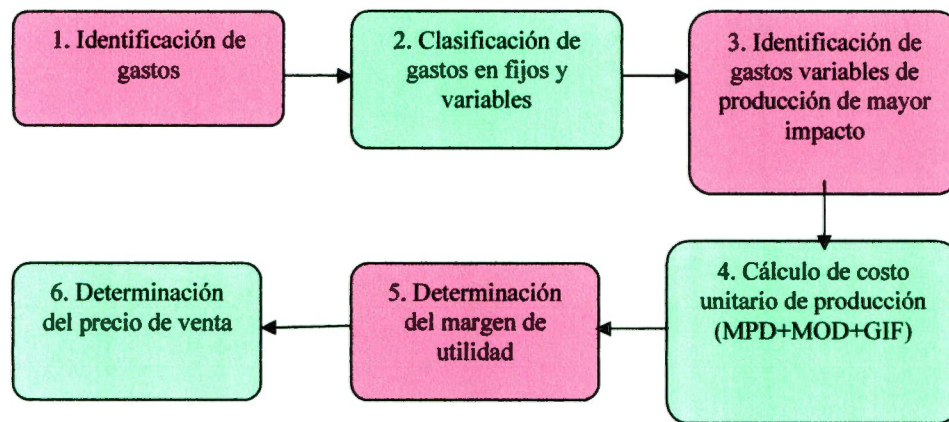 1. Identificación de
gastos
2. Clasificación de
gastos en fijos y
variables
3. Identificación de
gastos variables de
producción de mayor
impacto
4. Cálculo de costo
unitario de producción
(MPD+MOD+GIF)
5. Determinación
del margen de
utilidad
6. Determinación
del precio de venta